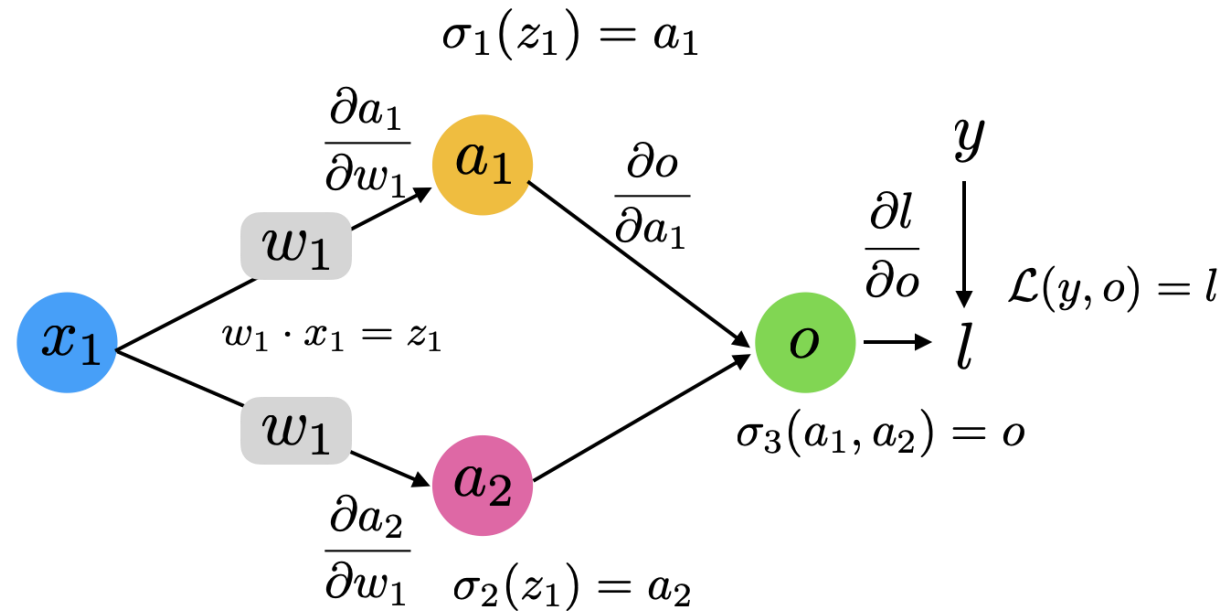 σ₁(z₁) = a₁
∂a₁/∂w₁
a₁
∂o/∂a₁
y
w₁
∂l/∂o
ℒ(y, o) = l
x₁
w₁ · x₁ = z₁
o
l
w₁
σ₃(a₁, a₂) = o
a₂
∂a₂/∂w₁
σ₂(z₁) = a₂